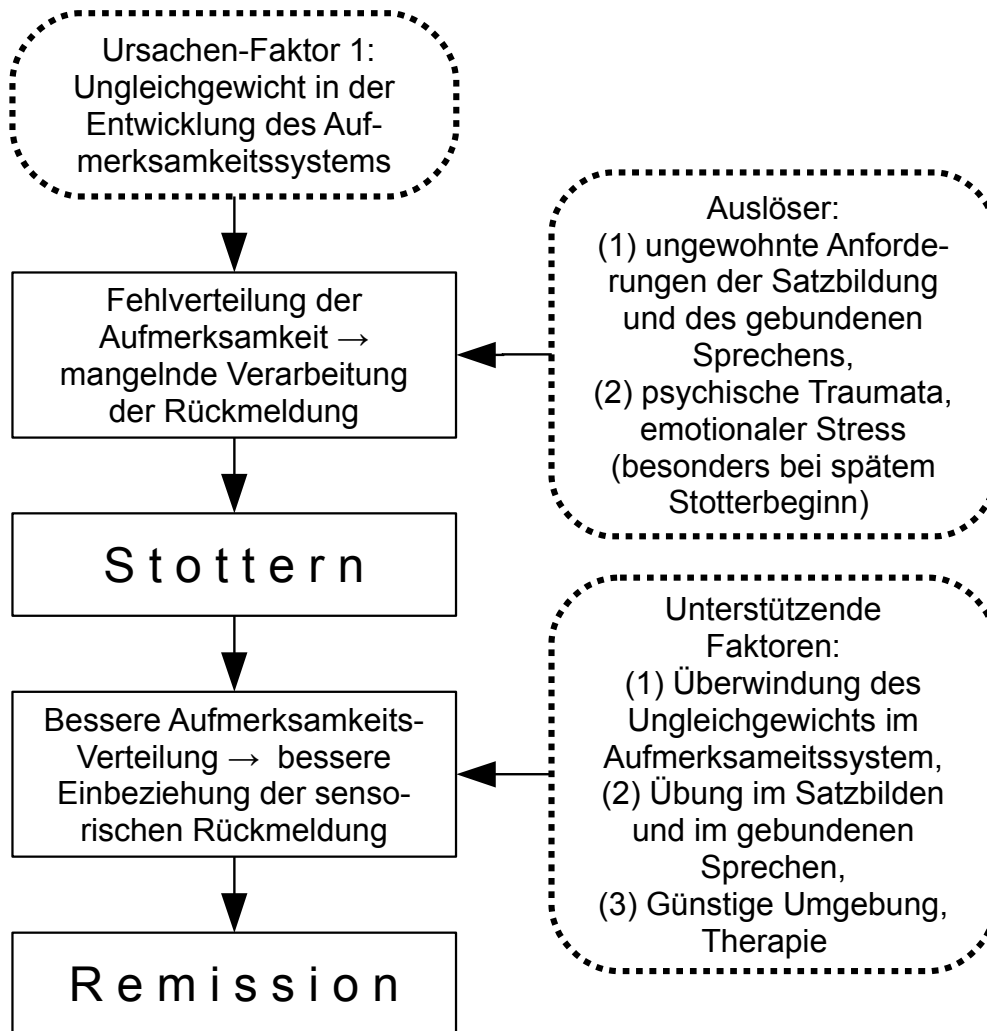 Ursachen-Faktor 1:
Ungleichgewicht in der
Entwicklung des Auf-
merksamkeitssystems
Auslöser:
(1) ungewohnte Anforde-
rungen der Satzbildung
und des gebundenen
Sprechens,
(2) psychische Traumata,
emotionaler Stress
(besonders bei spätem
Stotterbeginn)
Fehlverteilung der
Aufmerksamkeit →
mangelnde Verarbeitung
der Rückmeldung
S t o t t e r n
Unterstützende
Faktoren:
(1) Überwindung des
Ungleichgewichts im
Aufmerksameitssystem,
(2) Übung im Satzbilden
und im gebundenen
Sprechen,
(3) Günstige Umgebung,
Therapie
Bessere Aufmerksamkeits-
Verteilung → bessere
Einbeziehung der senso-
rischen Rückmeldung
R e m i s s i o n